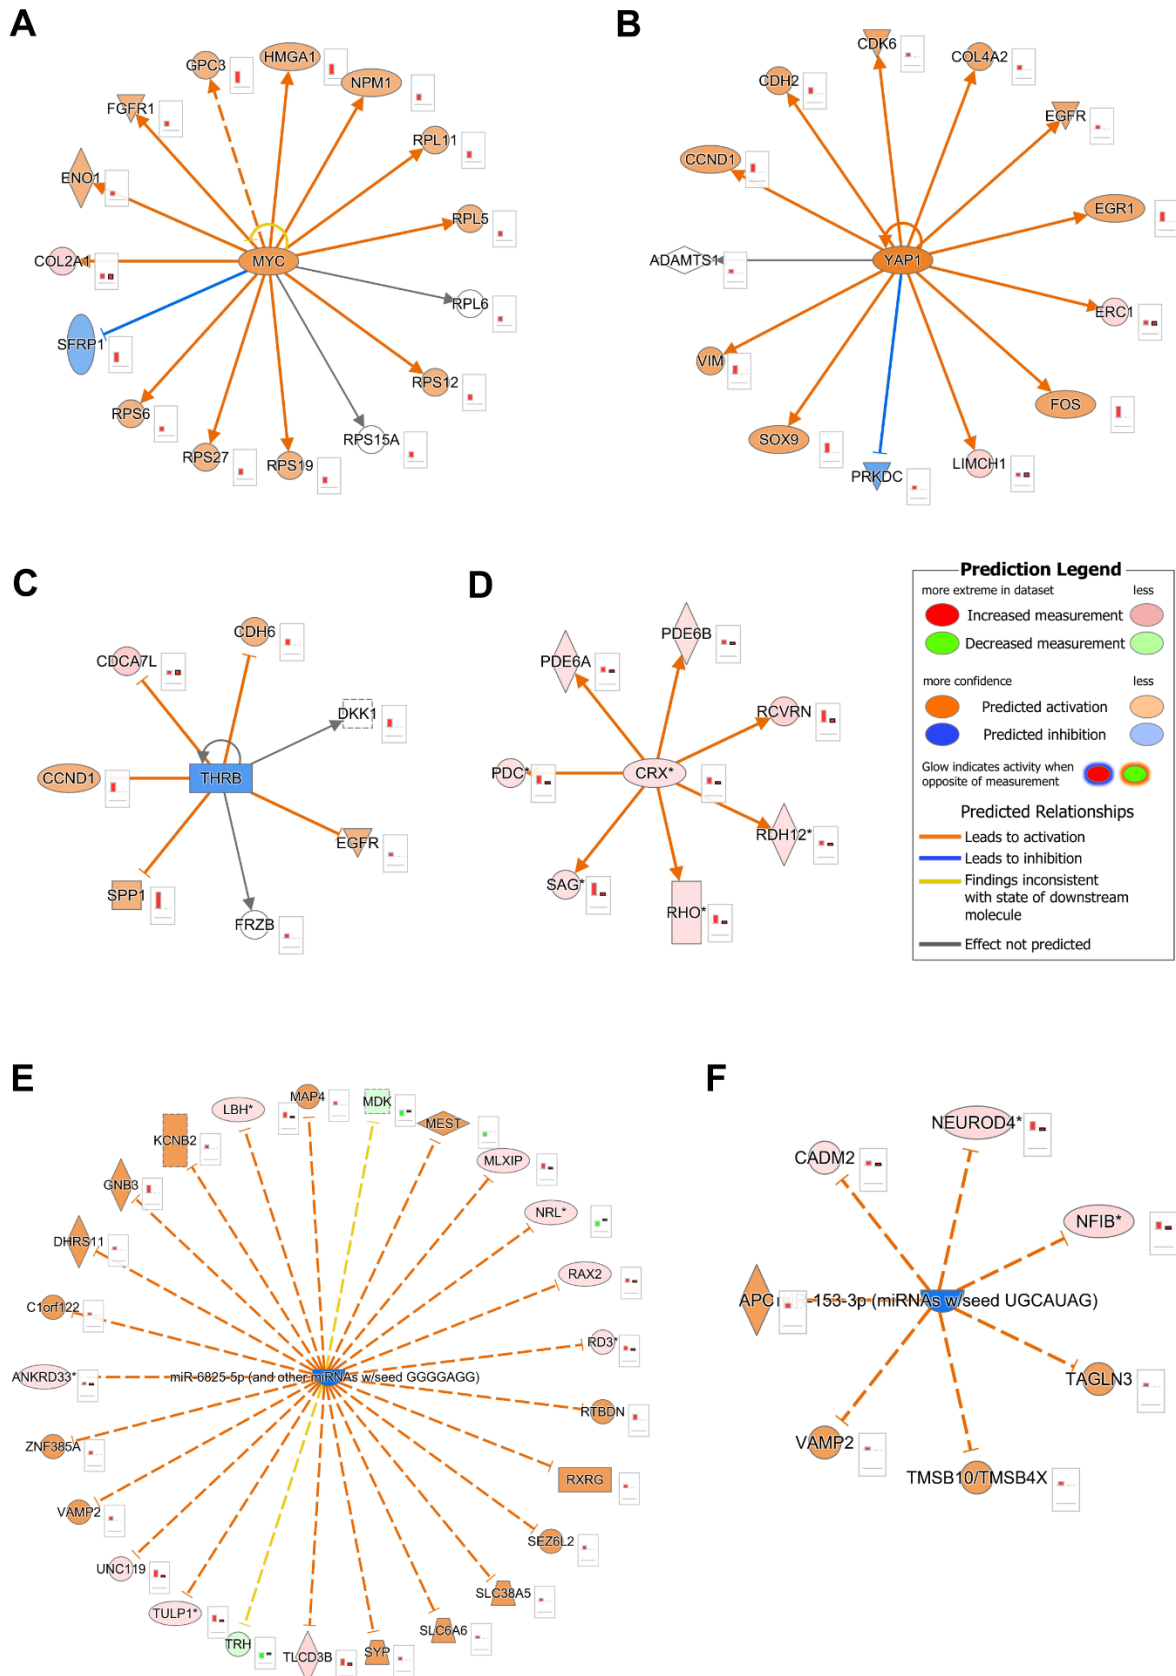 A
GPC3
HMGA1
NPM1
FGFR1
RPL11
ENO1
RPL5
COL2A1
MYC
RPL6
SFRP1
RPS12
RPS6
RPS15A
RPS27
RPS19
B
CDK6
COL4A2
CDH2
EGFR
CCND1
EGR1
ADAMTS1
YAP1
ERC1
VIM
FOS
SOX9
LIMCH1
PRKDC
C
CDH6
CDCA7L
DKK1
CCND1
THRB
EGFR
SPP1
FRZB
D
PDE6B
PDE6A
RCVRN
PDC*
CRX*
RDH12*
SAG*
RHO*
Prediction Legend
more extreme in dataset less
Increased measurement
Decreased measurement
more confidence less
Predicted activation
Predicted inhibition
Glow indicates activity when
opposite of measurement
Predicted Relationships
Leads to activation
Leads to inhibition
Findings inconsistent
with state of downstream
molecule
Effect not predicted
E
MAP4
MDK
LBH*
MEST
KCNB2
MLXIP
GNB3
NRL*
DHRS11
RAX2
C1orf122
RD3*
ANKRD33*
miR-6825-5p (and other miRNAs w/seed GGGGAGG)
RTBDN
ZNF385A
RXRG
VAMP2
SEZ6L2
UNC119
SLC38A5
TULP1*
SLC6A6
TRH
TLCD3B
SYP
F
NEUROD4*
CADM2
NFIB*
APC
-153-3p (miRNAs w/seed UGCAUAG)
TAGLN3
VAMP2
TMSB10/TMSB4X